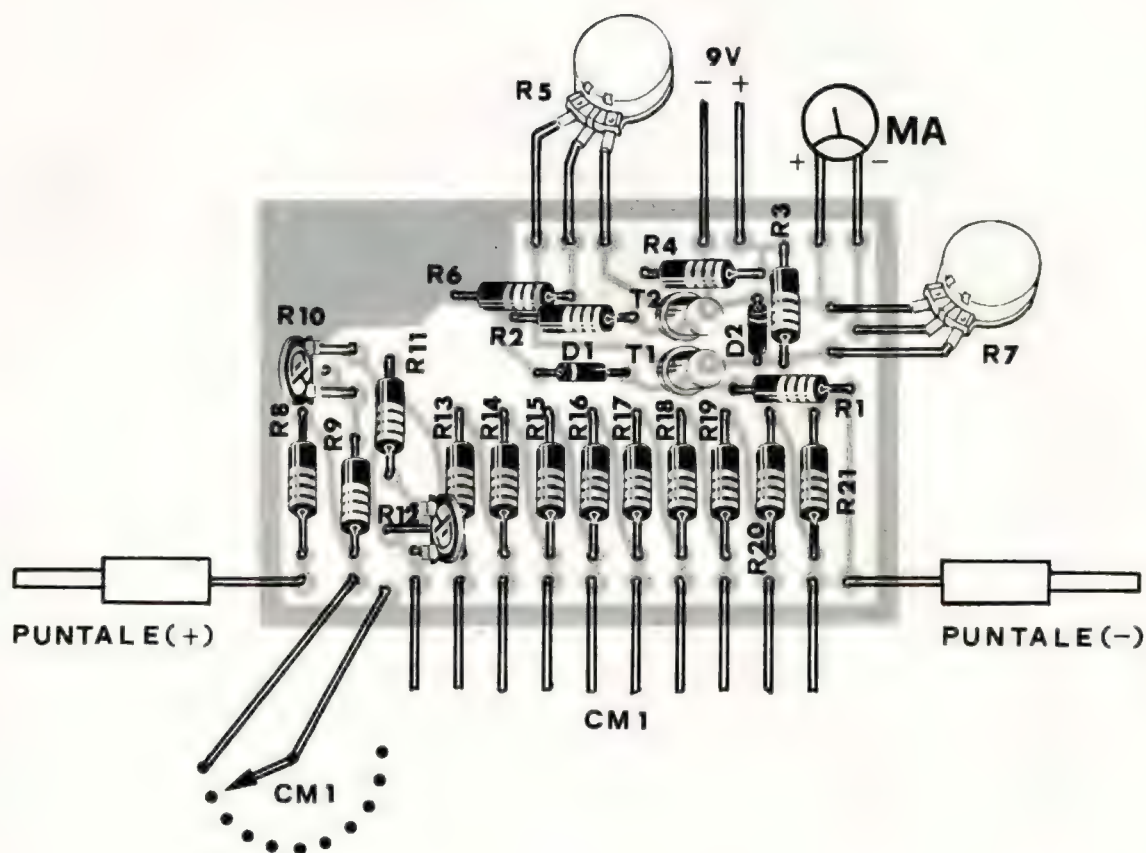 9V
- +
R5
MA
+ -
R3
R4
R6
T2
R2
R10
D1
T1
D2
R7
R11
R1
R8
R9
R13
R14
R15
R16
R17
R18
R19
R12
R20
R21
PUNTALE(+)
PUNTALE(-)
CM1
CM1